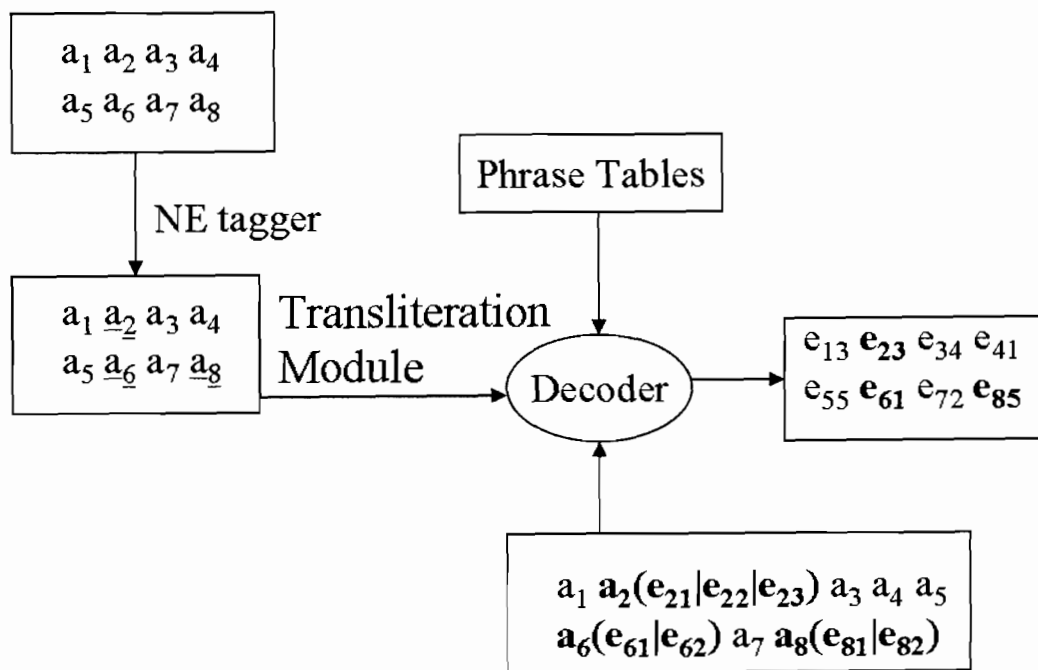 a₁ a₂ a₃ a₄
a₅ a₆ a₇ a₈
NE tagger
Phrase Tables
a₁ a₂ a₃ a₄
a₅ a₆ a₇ a₈
Transliteration
Module
Decoder
e₁₃ e₂₃ e₃₄ e₄₁
e₅₅ e₆₁ e₇₂ e₈₅
a₁ a₂(e₂₁|e₂₂|e₂₃) a₃ a₄ a₅
a₆(e₆₁|e₆₂) a₇ a₈(e₈₁|e₈₂)